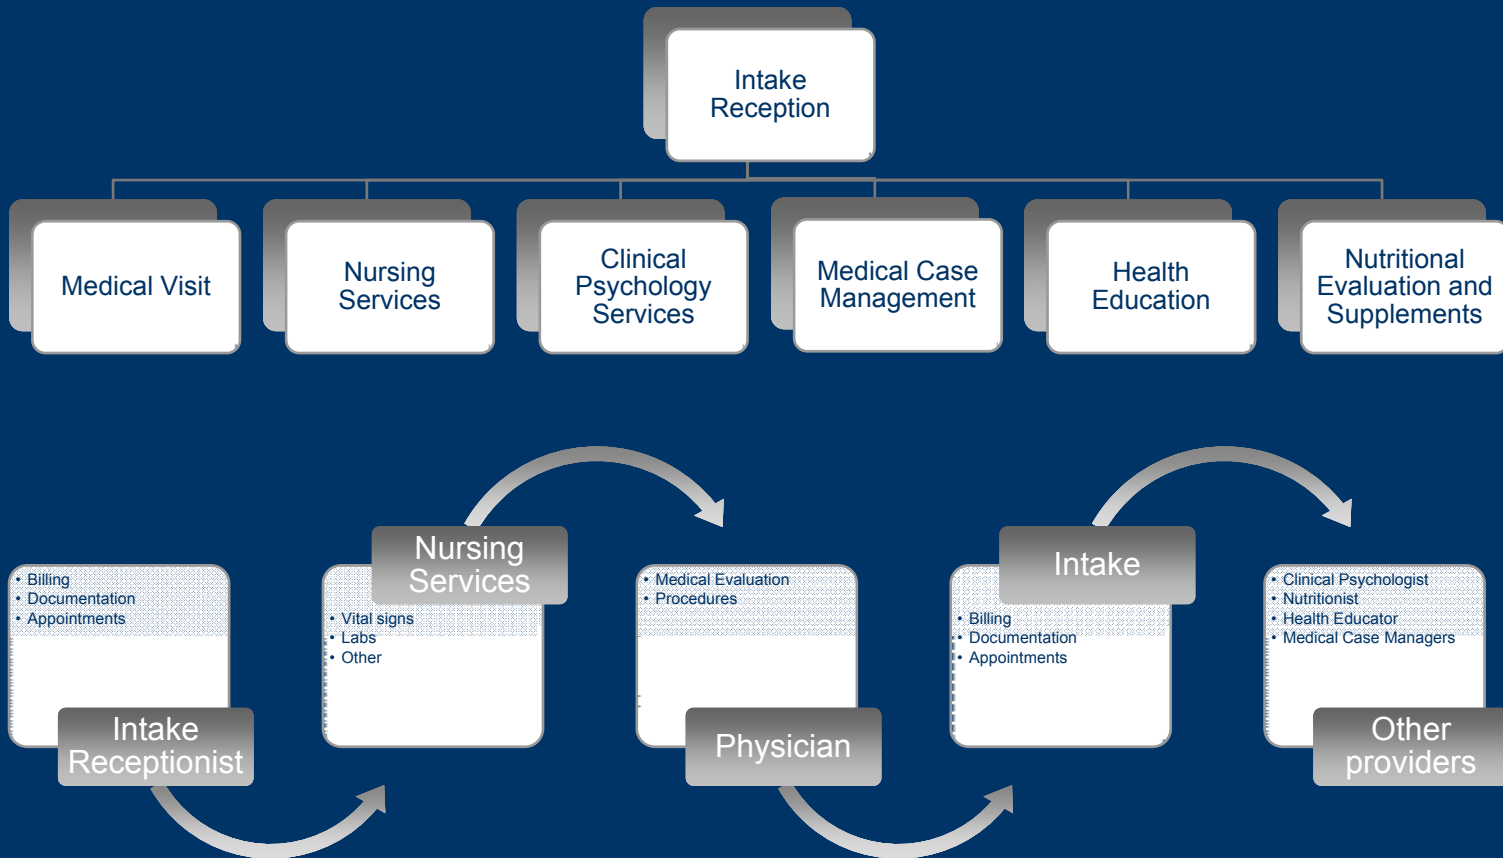 Intake
Reception
Medical Visit
Nursing
Services
Clinical
Psychology
Services
Medical Case
Management
Health
Education
Nutritional
Evaluation and
Supplements
• Billing
• Documentation
• Appointments
Intake
Receptionist
Nursing
Services
• Vital signs
• Labs
• Other
• Medical Evaluation
• Procedures
Physician
Intake
• Billing
• Documentation
• Appointments
• Clinical Psychologist
• Nutritionist
• Health Educator
• Medical Case Managers
Other
providers